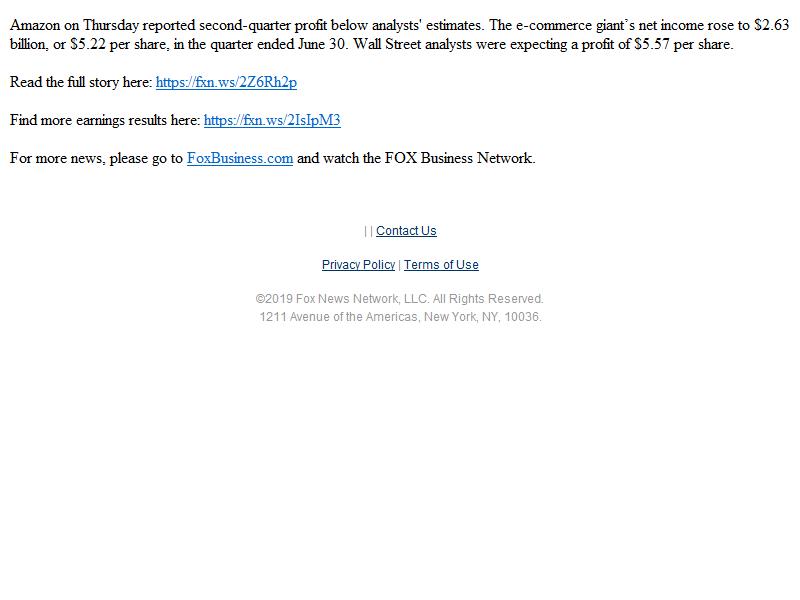 Amazon on Thursday reported second-quarter profit below analysts' estimates. The e-commerce giant’s net income rose to $2.63
billion, or $5.22 per share, in the quarter ended June 30. Wall Street analysts were expecting a profit of $5.57 per share.
Read the full story here: https://fxn.ws/2Z6Rh2p
Find more earnings results here: https://fxn.ws/2IsIpM3
For more news, please go to FoxBusiness.com and watch the FOX Business Network.
| | Contact Us
Privacy Policy | Terms of Use
©2019 Fox News Network, LLC. All Rights Reserved.
1211 Avenue of the Americas, New York, NY, 10036.